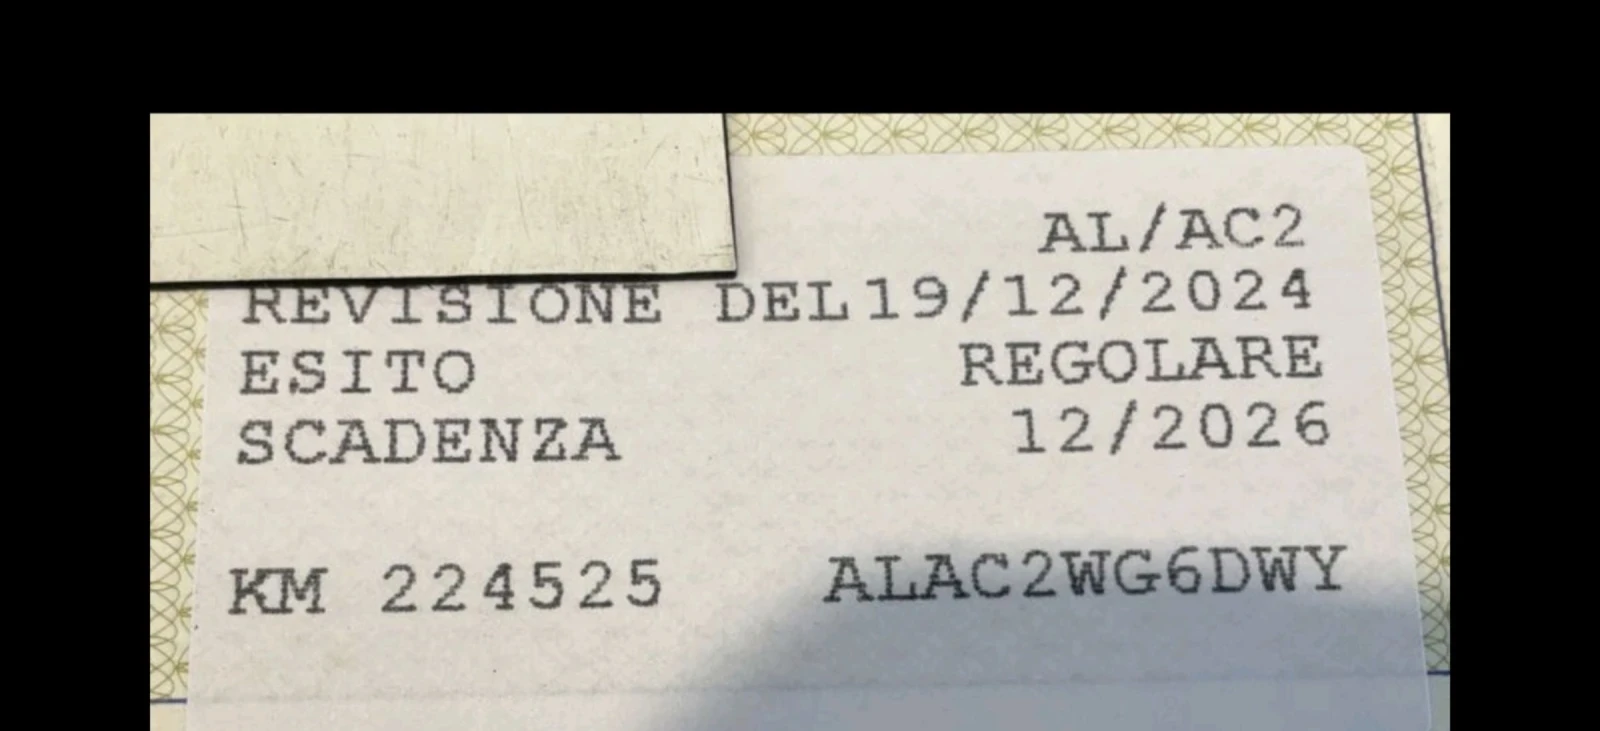 AL/AC2
REVISIONE DEL19/12/2024
ESITO REGOLARE
SCADENZA 12/2026
KM 224525 ALAC2WG6DWY